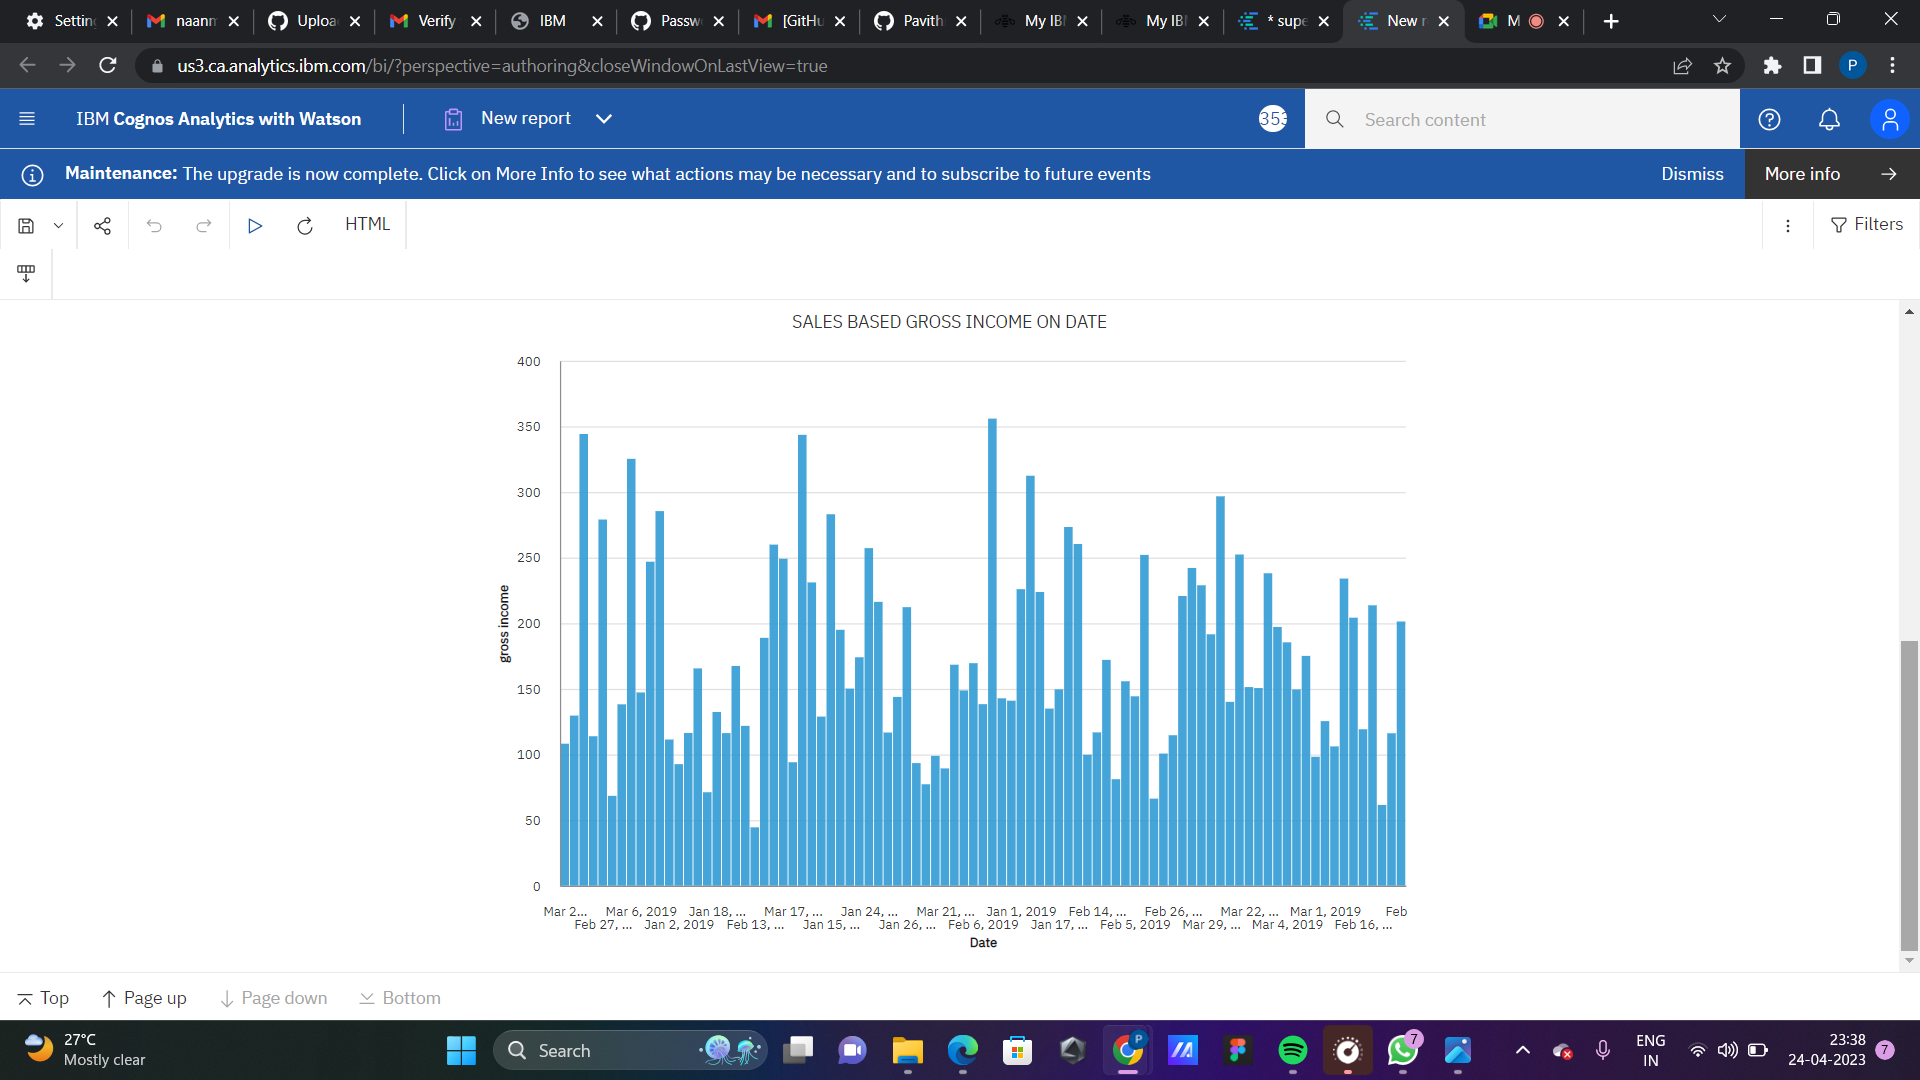 Settin
naanm
Uploa
Verify
IBM
Passw
[GitHu
Pavith
My IBI
My IBI
* supe
New r
M
us3.ca.analytics.ibm.com/bi/?perspective=authoring&closeWindowOnLastView=true
P
IBM Cognos Analytics with Watson
New report
353
Search content
Maintenance: The upgrade is now complete. Click on More Info to see what actions may be necessary and to subscribe to future events
Dismiss
More info
HTML
Filters
SALES BASED GROSS INCOME ON DATE
400
350
300
250
200
150
100
50
0
gross income
Mar 2... Mar 6, 2019 Jan 18, ... Mar 17, ... Jan 24, ... Mar 21, ... Jan 1, 2019 Feb 14, ... Feb 26, ... Mar 22, ... Mar 1, 2019 Feb
Feb 27, ... Jan 2, 2019 Feb 13, ... Jan 15, ... Jan 26, ... Feb 6, 2019 Jan 17, ... Feb 5, 2019 Mar 29, ... Mar 4, 2019 Feb 16, ...
Date
Top
Page up
Page down
Bottom
27°C
Mostly clear
Search
P
7
ENG
IN
23:38
24-04-2023
7